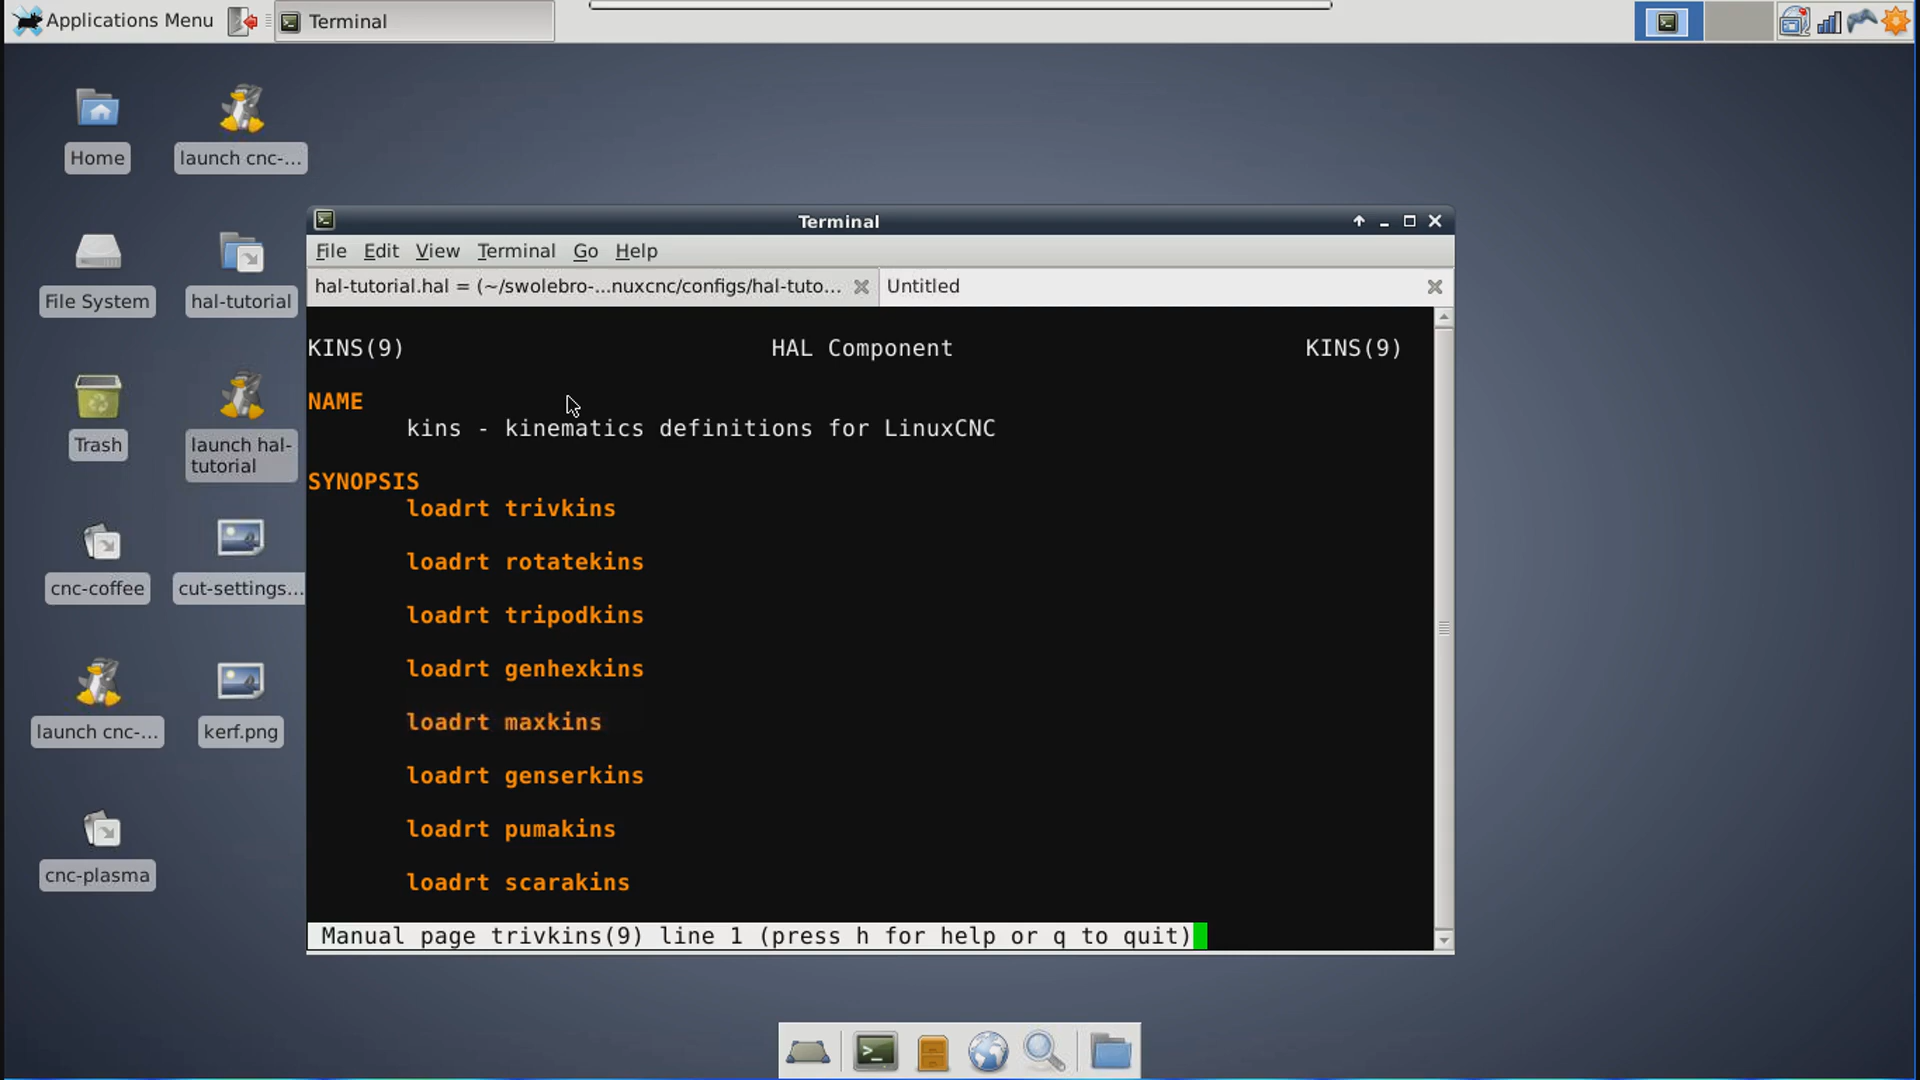 Applications Menu
Terminal
Home
launch cnc-...
File System
hal-tutorial
Trash
launch hal-
tutorial
cnc-coffee
cut-settings...
launch cnc-...
kerf.png
cnc-plasma
Terminal
File Edit View Terminal Go Help
hal-tutorial.hal = (~/swolebro-...nuxcnc/configs/hal-tuto...
Untitled
KINS(9) HAL Component KINS(9)
NAME
kins - kinematics definitions for LinuxCNC
SYNOPSIS
loadrt trivkins
loadrt rotatekins
loadrt tripodkins
loadrt genhexkins
loadrt maxkins
loadrt genserkins
loadrt pumakins
loadrt scarakins
Manual page trivkins(9) line 1 (press h for help or q to quit)